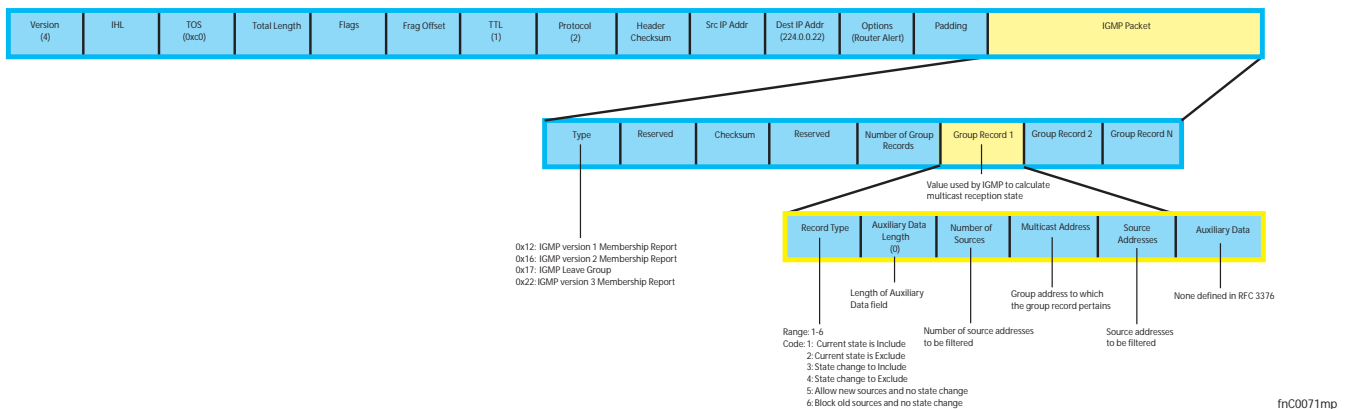 Version
(4)
IHL
TOS
(0xc0)
Total Length
Flags
Frag Offset
TTL
(1)
Protocol
(2)
Header
Checksum
Src IP Addr
Dest IP Addr
(224.0.0.22)
Options
(Router Alert)
Padding
IGMP Packet
Type
Reserved
Checksum
Reserved
Number of Group
Records
Group Record 1
Group Record 2
Group Record N
Value used by IGMP to calculate
multicast reception state
Record Type
Auxiliary Data
Length
(0)
Number of
Sources
Multicast Address
Source
Addresses
Auxiliary Data
0x12: IGMP version 1 Membership Report
0x16: IGMP version 2 Membership Report
0x17: IGMP Leave Group
0x22: IGMP version 3 Membership Report
Length of Auxiliary
Data field
Group address to which
the group record pertains
None defined in RFC 3376
Range: 1-6
Code: 1: Current state is Include
2: Current state is Exclude
3: State change to Include
4: State change to Exclude
5: Allow new sources and no state change
6: Block old sources and no state change
Number of source addresses
to be filtered
Source addresses
to be filtered
fnC0071mp